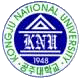 KONGJU NATIONAL UNIVERSITY
KNU
1948
공주대학교